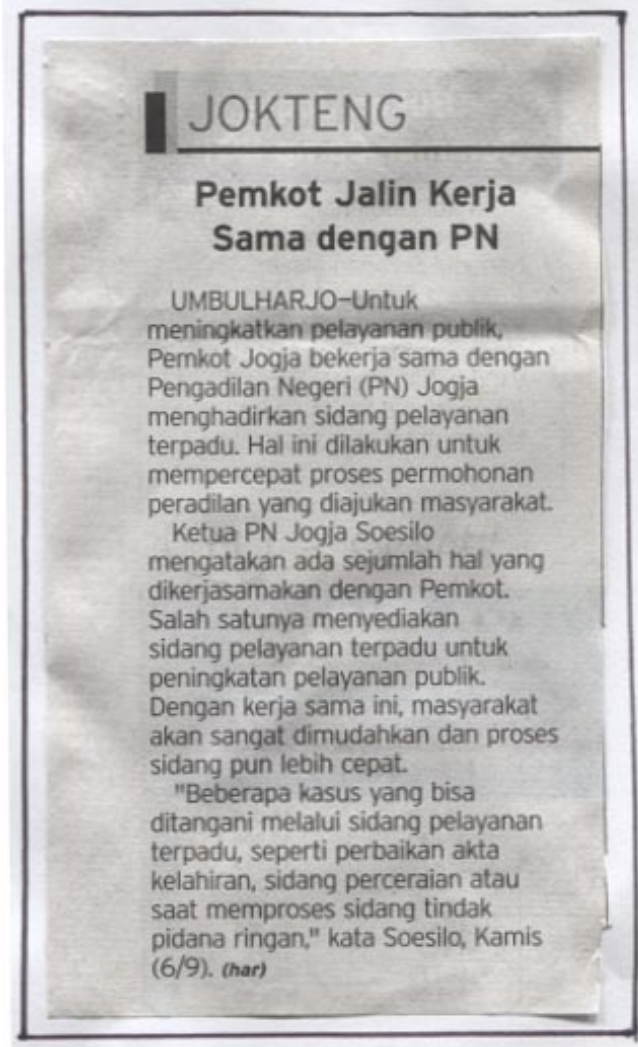 JOKTENG
Pemkot Jalin Kerja
Sama dengan PN
UMBULHARJO–Untuk
meningkatkan pelayanan publik,
Pemkot Jogja bekerja sama dengan
Pengadilan Negeri (PN) Jogja
menghadirkan sidang pelayanan
terpadu. Hal ini dilakukan untuk
mempercepat proses permohonan
peradilan yang diajukan masyarakat.
Ketua PN Jogja Soesilo
mengatakan ada sejumlah hal yang
dikerjasamakan dengan Pemkot.
Salah satunya menyediakan
sidang pelayanan terpadu untuk
peningkatan pelayanan publik.
Dengan kerja sama ini, masyarakat
akan sangat dimudahkan dan proses
sidang pun lebih cepat.
"Beberapa kasus yang bisa
ditangani melalui sidang pelayanan
terpadu, seperti perbaikan akta
kelahiran, sidang perceraian atau
saat memproses sidang tindak
pidana ringan," kata Soesilo, Kamis
(6/9). (har)